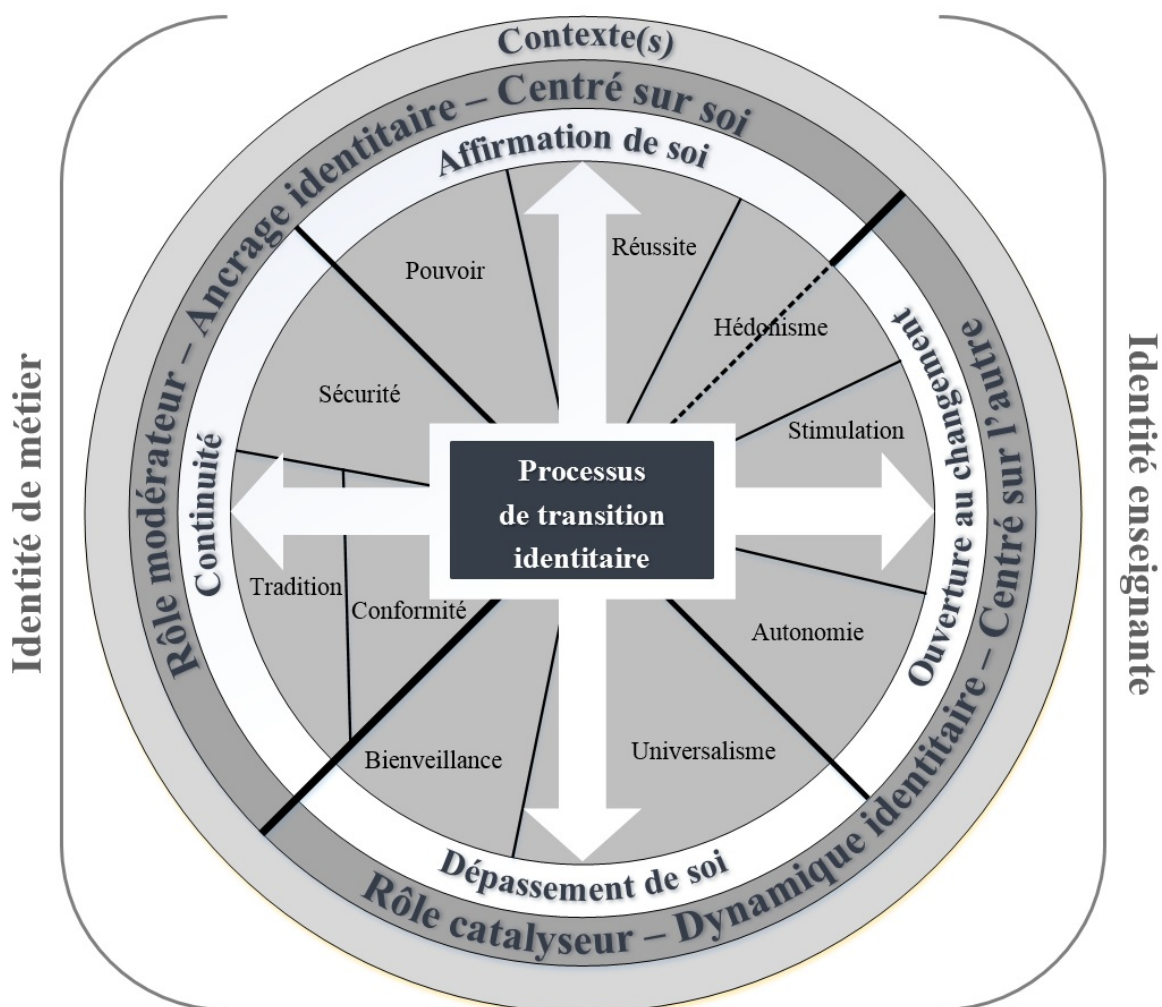 Contexte(s)
Rôle modérateur – Ancrage identitaire – Centré sur soi
Affirmation de soi
Pouvoir
Réussite
Hédonisme
Sécurité
Stimulation
Identité de métier
Continuité
Processus
de transition
identitaire
Ouverture au changement
Identité enseignante
Tradition
Conformité
Autonomie
Bienveillance
Universalisme
Dépassement de soi
Rôle catalyseur – Dynamique identitaire – Centré sur l’autre